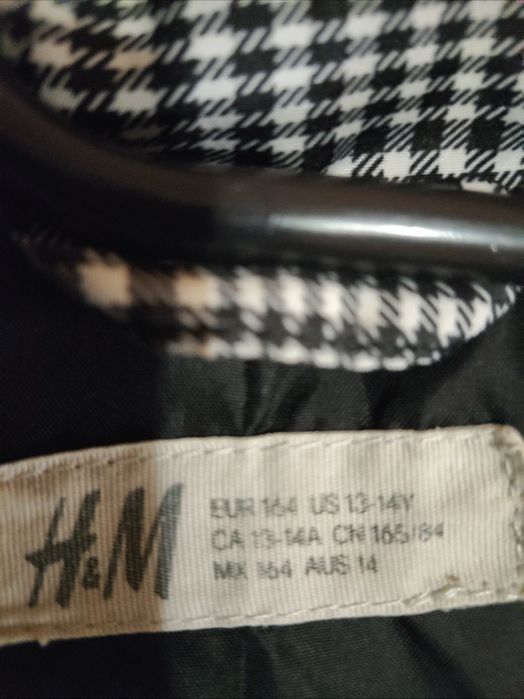 H&M
EUR 164 US 13-14Y
CA 13-14A CN 165/84
MX 164 AUS 14